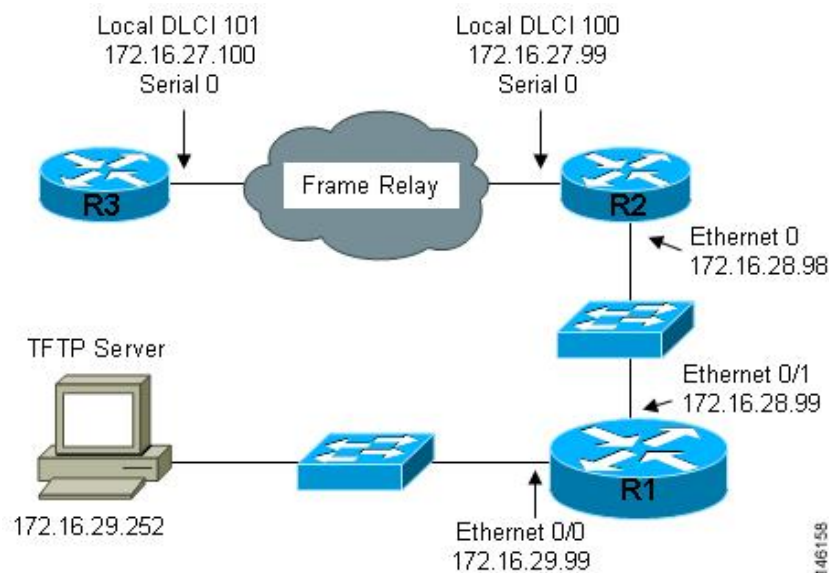 Local DLCI 101
172.16.27.100
Serial 0
Local DLCI 100
172.16.27.99
Serial 0
R3
Frame Relay
R2
Ethernet 0
172.16.28.98
TFTP Server
Ethernet 0/1
172.16.28.99
R1
172.16.29.252
Ethernet 0/0
172.16.29.99
146158